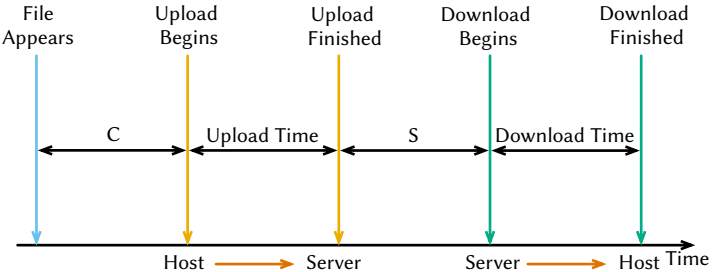 File Upload Upload Download Download
Appears Begins Finished Begins Finished
C Upload Time S Download Time
Host Server Server Host Time